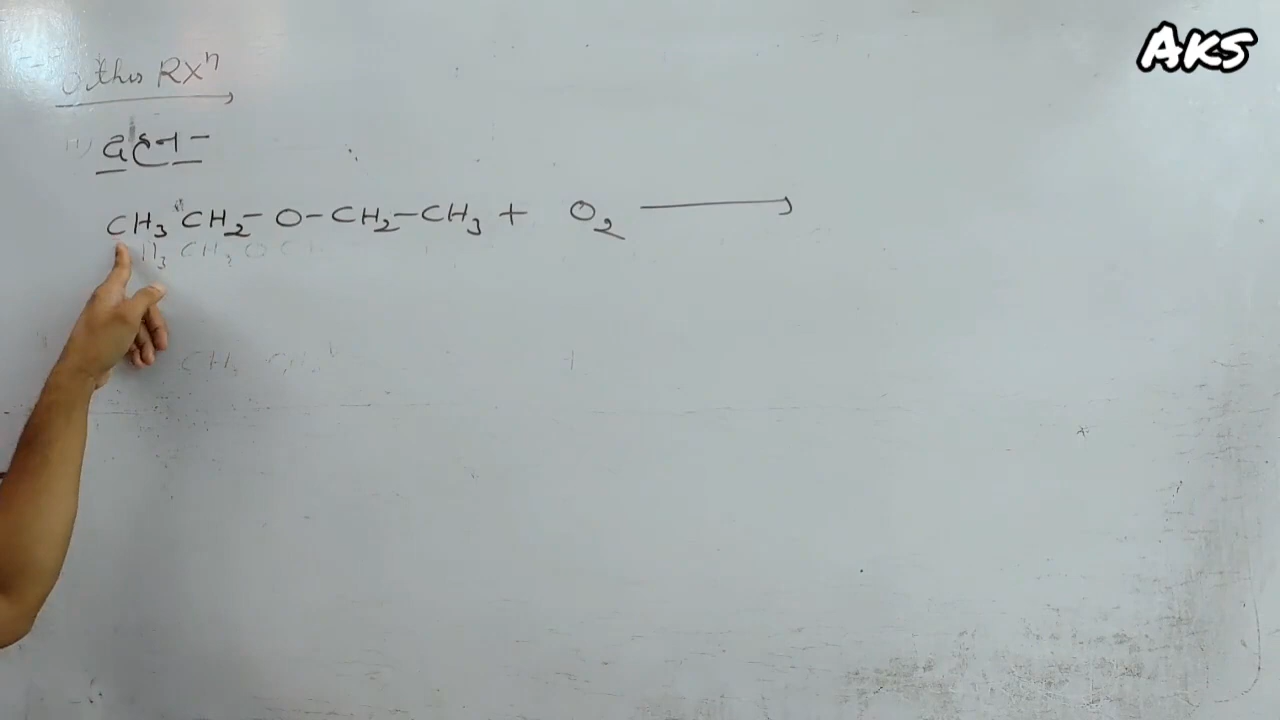 AKS
Other RXⁿ
दहन -
CH₃ CH₂ - O - CH₂ - CH₃ + O₂ ⟶